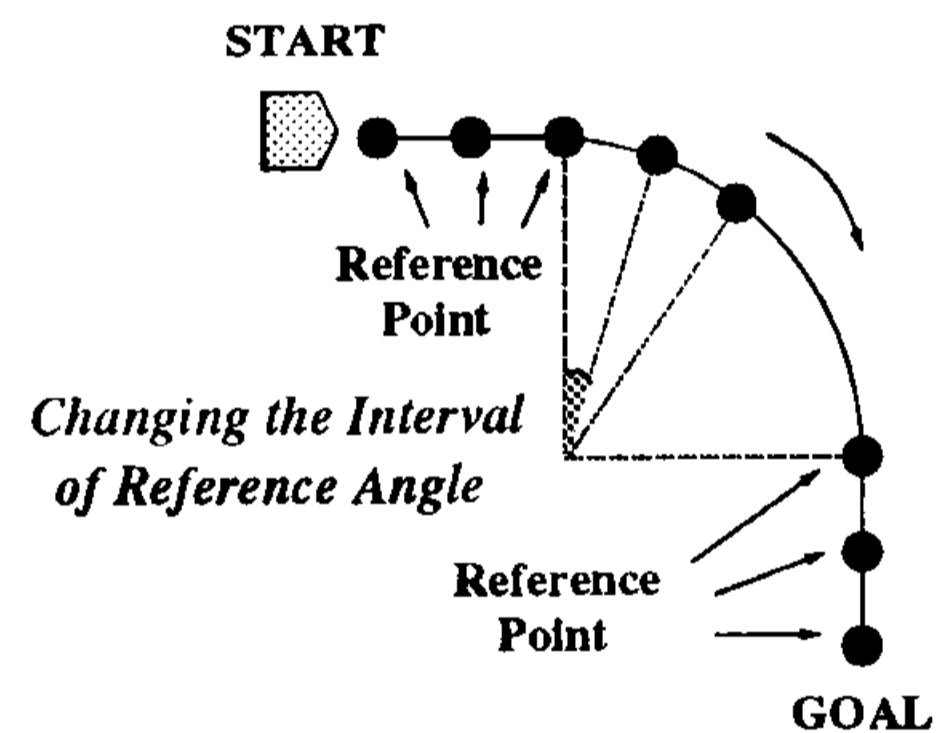 START
Reference
Point
Changing the Interval
of Reference Angle
Reference
Point
GOAL